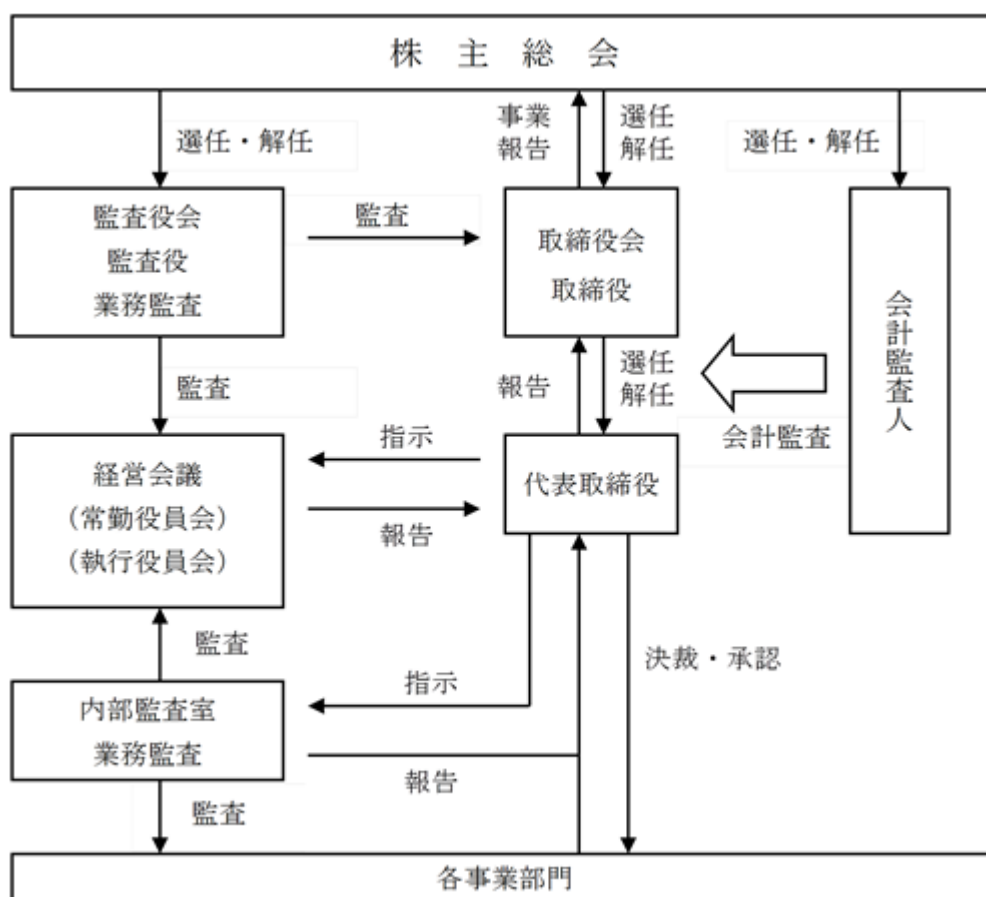 株主総会
選任・解任
事業
報告
選任
解任
選任・解任
監査役会
監査役
業務監査
監査
取締役会
取締役
会計監査人
監査
報告
選任
解任
会計監査
経営会議
（常勤役員会）
（執行役員会）
指示
報告
代表取締役
監査
指示
決裁・承認
内部監査室
業務監査
報告
監査
各事業部門